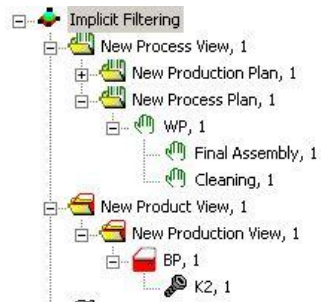 Implicit Filtering
New Process View, 1
New Production Plan, 1
New Process Plan, 1
WP, 1
Final Assembly, 1
Cleaning, 1
New Product View, 1
New Production View, 1
BP, 1
K2, 1